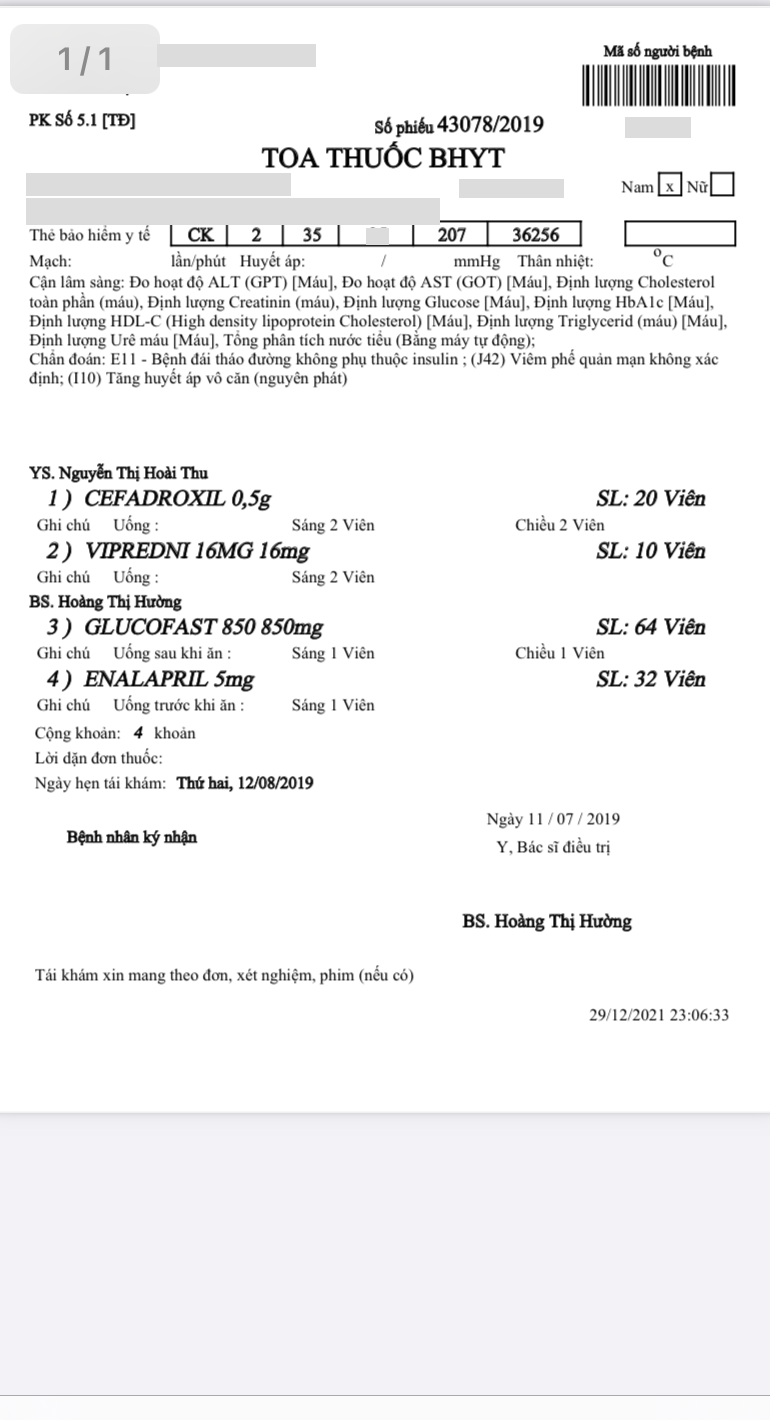 1/1
Mã số người bệnh
PK Số 5.1 [TĐ]
Số phiếu 43078/2019
TOA THUỐC BHYT
Nam x Nữ
Thẻ bảo hiểm y tế CK 2 35 207 36256
Mạch: lần/phút Huyết áp: / mmHg Thân nhiệt: °C
Cận lâm sàng: Đo hoạt độ ALT (GPT) [Máu], Đo hoạt độ AST (GOT) [Máu], Định lượng Cholesterol
toàn phần (máu), Định lượng Creatinin (máu), Định lượng Glucose [Máu], Định lượng HbA1c [Máu],
Định lượng HDL-C (High density lipoprotein Cholesterol) [Máu], Định lượng Triglycerid (máu) [Máu],
Định lượng Urê máu [Máu], Tổng phân tích nước tiểu (Bằng máy tự động);
Chẩn đoán: E11 - Bệnh đái tháo đường không phụ thuộc insulin ; (J42) Viêm phế quản mạn không xác
định; (I10) Tăng huyết áp vô căn (nguyên phát)
YS. Nguyễn Thị Hoài Thu
1 ) CEFADROXIL 0,5g SL: 20 Viên
Ghi chú Uống : Sáng 2 Viên Chiều 2 Viên
2 ) VIPREDNI 16MG 16mg SL: 10 Viên
Ghi chú Uống : Sáng 2 Viên
BS. Hoàng Thị Hường
3 ) GLUCOFAST 850 850mg SL: 64 Viên
Ghi chú Uống sau khi ăn : Sáng 1 Viên Chiều 1 Viên
4 ) ENALAPRIL 5mg SL: 32 Viên
Ghi chú Uống trước khi ăn : Sáng 1 Viên
Cộng khoản: 4 khoản
Lời dặn đơn thuốc:
Ngày hẹn tái khám: Thứ hai, 12/08/2019
Ngày 11 / 07 / 2019
Bệnh nhân ký nhận
Y, Bác sĩ điều trị
BS. Hoàng Thị Hường
Tái khám xin mang theo đơn, xét nghiệm, phim (nếu có)
29/12/2021 23:06:33